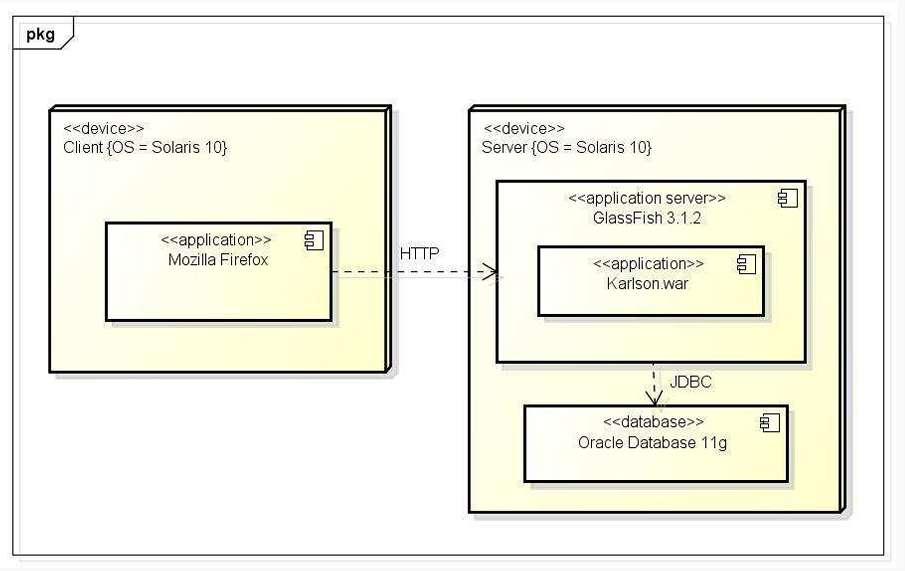 pkg
<<device>>
Client {OS = Solaris 10}
<<application>>
Mozilla Firefox
HTTP
<<device>>
Server {OS = Solaris 10}
<<application server>>
GlassFish 3.1.2
<<application>>
Karlson.war
JDBC
<<database>>
Oracle Database 11g